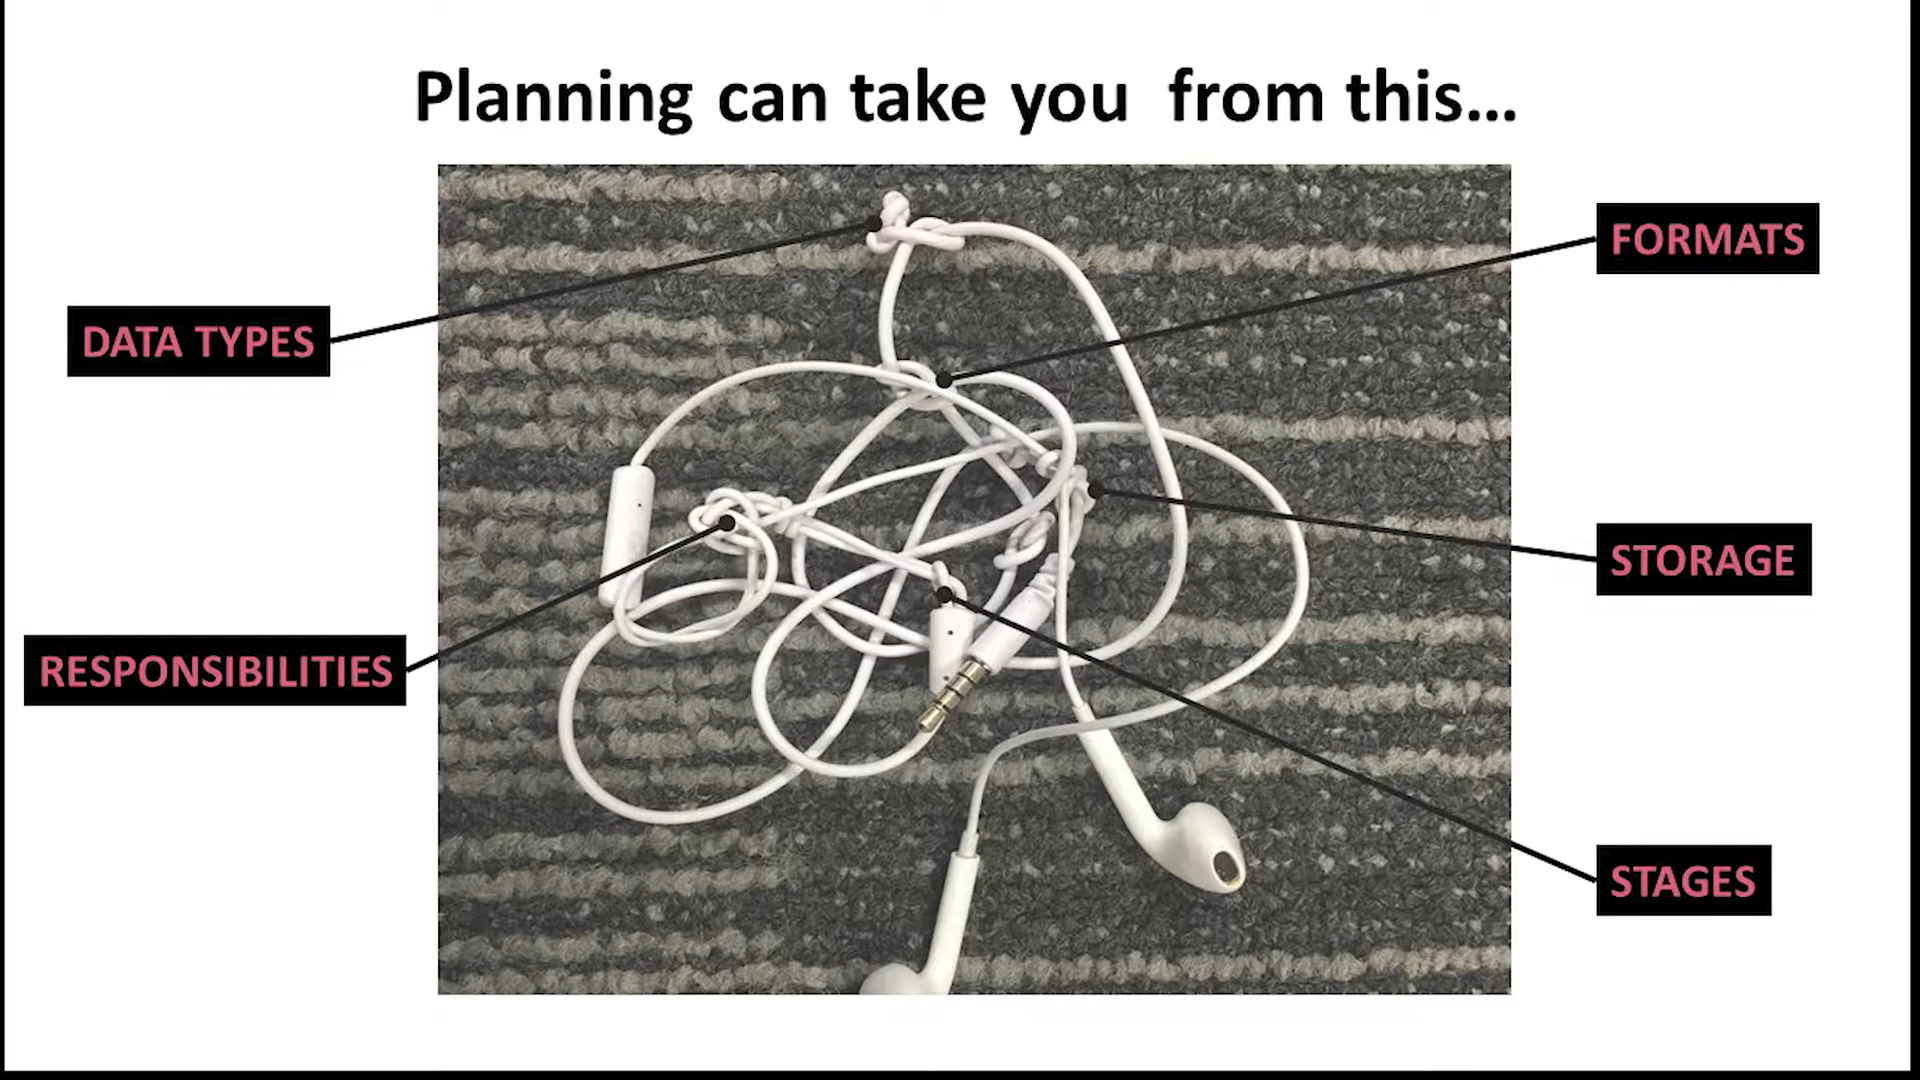 Planning can take you from this...
FORMATS
DATA TYPES
STORAGE
RESPONSIBILITIES
STAGES